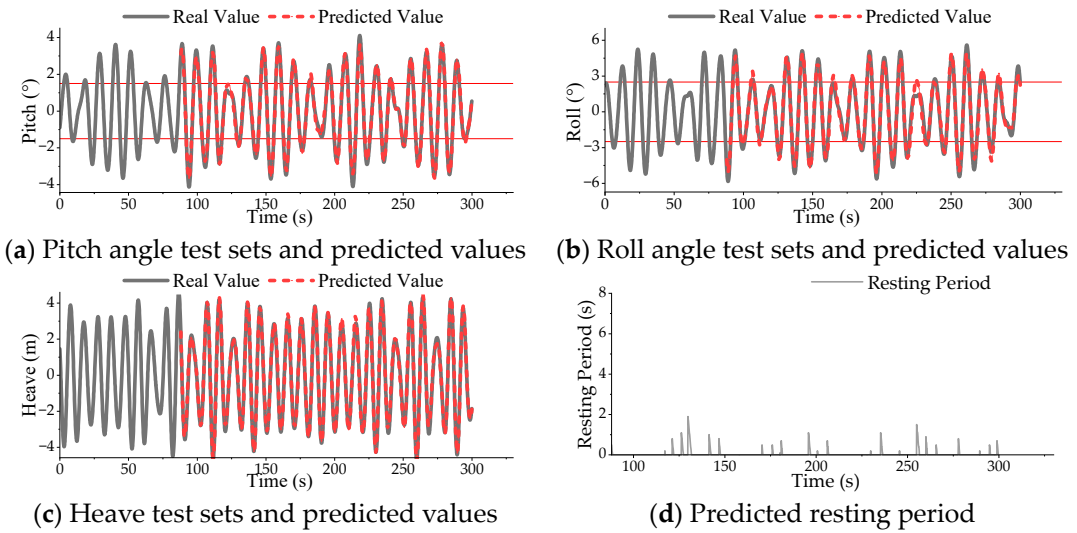 Real Value Predicted Value
4
2
0
−2
−4
Pitch (°)
0 50 100 150 200 250 300
Time (s)
(a) Pitch angle test sets and predicted values
Real Value Predicted Value
6
3
0
−3
−6
Roll (°)
0 50 100 150 200 250 300
Time (s)
(b) Roll angle test sets and predicted values
Real Value Predicted Value
4
2
0
−2
−4
Heave (m)
0 50 100 150 200 250 300
Time (s)
(c) Heave test sets and predicted values
Resting Period
8
6
4
2
0
Resting Period (s)
100 150 200 250 300
Time (s)
(d) Predicted resting period